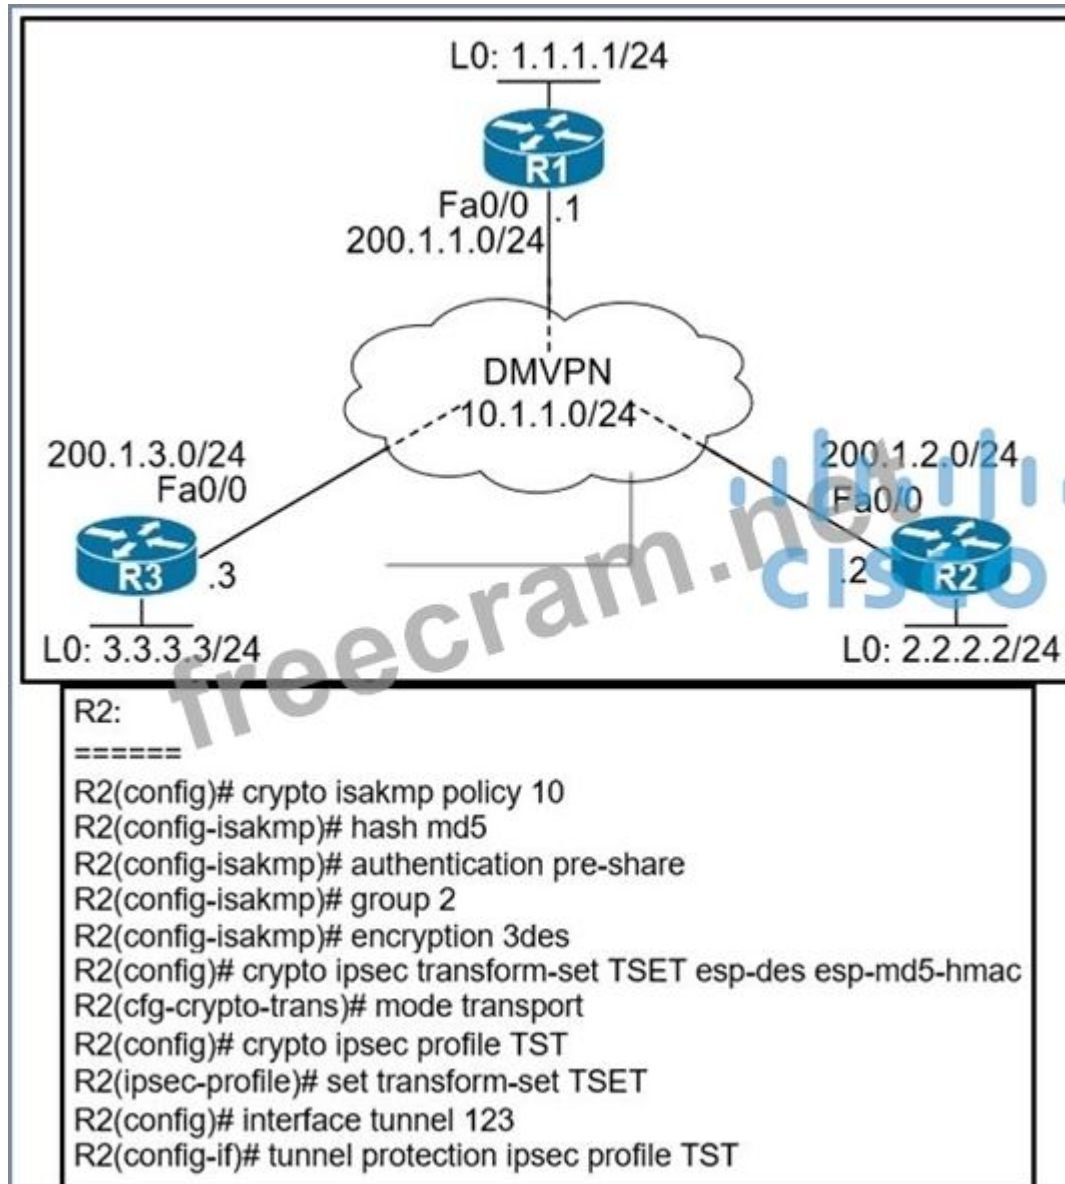 L0: 1.1.1.1/24
R1
Fa0/0 .1
200.1.1.0/24
DMVPN
10.1.1.0/24
200.1.3.0/24
Fa0/0
R3
.3
L0: 3.3.3.3/24
200.1.2.0/24
Fa0/0
.2
R2
L0: 2.2.2.2/24
CISCO
freecram.net
R2:
======
R2(config)# crypto isakmp policy 10
R2(config-isakmp)# hash md5
R2(config-isakmp)# authentication pre-share
R2(config-isakmp)# group 2
R2(config-isakmp)# encryption 3des
R2(config)# crypto ipsec transform-set TSET esp-des esp-md5-hmac
R2(cfg-crypto-trans)# mode transport
R2(config)# crypto ipsec profile TST
R2(ipsec-profile)# set transform-set TSET
R2(config)# interface tunnel 123
R2(config-if)# tunnel protection ipsec profile TST